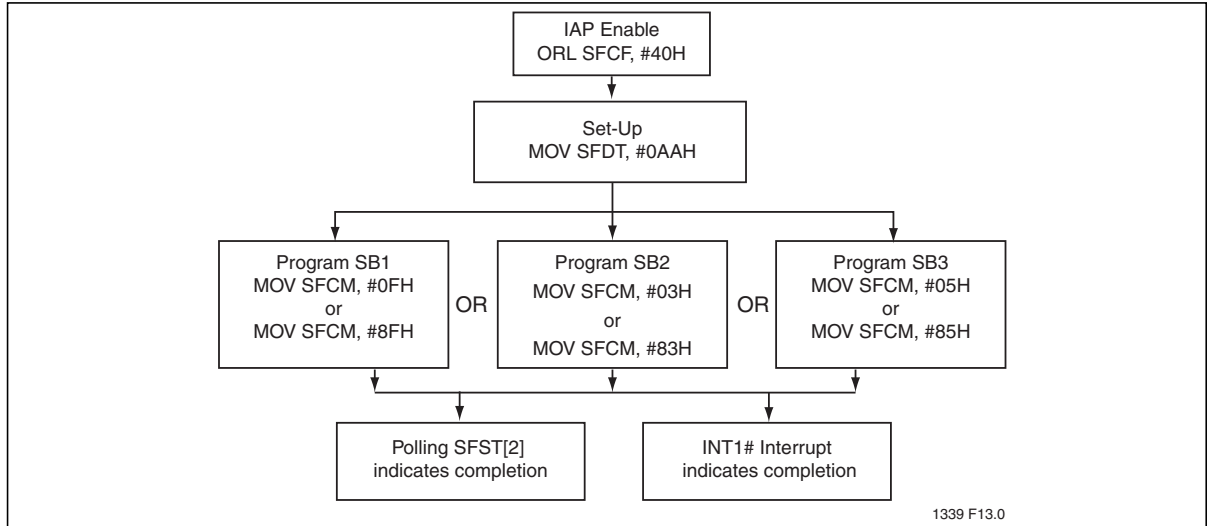 IAP Enable
ORL SFCF, #40H
Set-Up
MOV SFDT, #0AAH
Program SB1
MOV SFCM, #0FH
or
MOV SFCM, #8FH
OR
Program SB2
MOV SFCM, #03H
or
MOV SFCM, #83H
OR
Program SB3
MOV SFCM, #05H
or
MOV SFCM, #85H
Polling SFST[2]
indicates completion
INT1# Interrupt
indicates completion
1339 F13.0